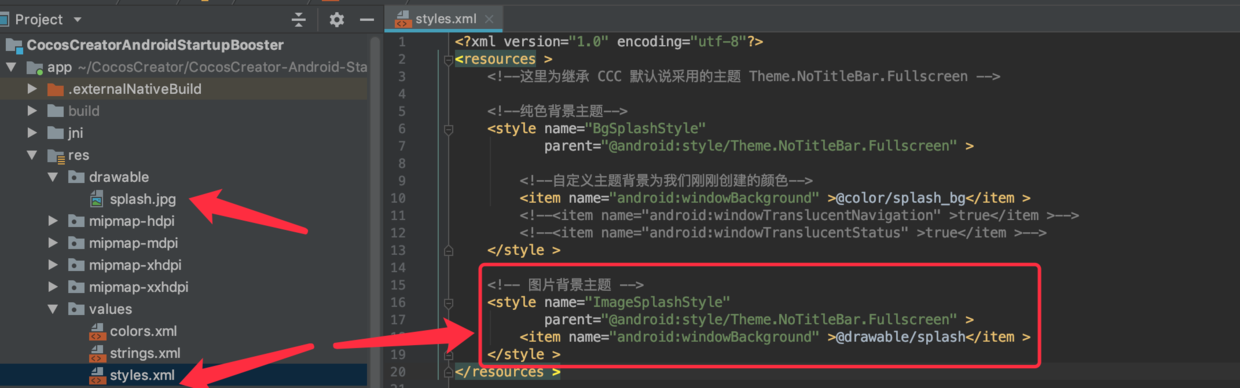 Project
CocosCreatorAndroidStartupBooster
app ~/CocosCreator/CocosCreator-Android-Sta
.externalNativeBuild
build
jni
res
drawable
splash.jpg
mipmap-hdpi
mipmap-mdpi
mipmap-xhdpi
mipmap-xxhdpi
values
colors.xml
strings.xml
styles.xml
styles.xml
1 <?xml version="1.0" encoding="utf-8"?>
2 <resources >
3 <!--这里为继承 CCC 默认说采用的主题 Theme.NoTitleBar.Fullscreen -->
4
5 <!--纯色背景主题-->
6 <style name="BgSplashStyle"
7 parent="@android:style/Theme.NoTitleBar.Fullscreen" >
8
9 <!--自定义主题背景为我们刚刚创建的颜色-->
10 <item name="android:windowBackground" >@color/splash_bg</item >
11 <!--<item name="android:windowTranslucentNavigation" >true</item >-->
12 <!--<item name="android:windowTranslucentStatus" >true</item >-->
13 </style >
14
15 <!-- 图片背景主题 -->
16 <style name="ImageSplashStyle"
17 parent="@android:style/Theme.NoTitleBar.Fullscreen" >
<item name="android:windowBackground" >@drawable/splash</item >
19 </style >
20 </resources >